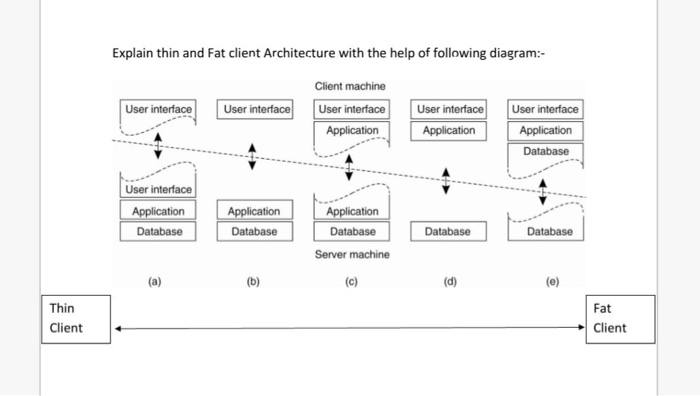 Explain thin and Fat client Architecture with the help of following diagram:-
Client machine
User interface User interface User interface User interface User interface
Application Application Application
Database
User interface
Application Application Application
Database Database Database Database Database
Server machine
(a) (b) (c) (d) (e)
Thin Client
Fat Client